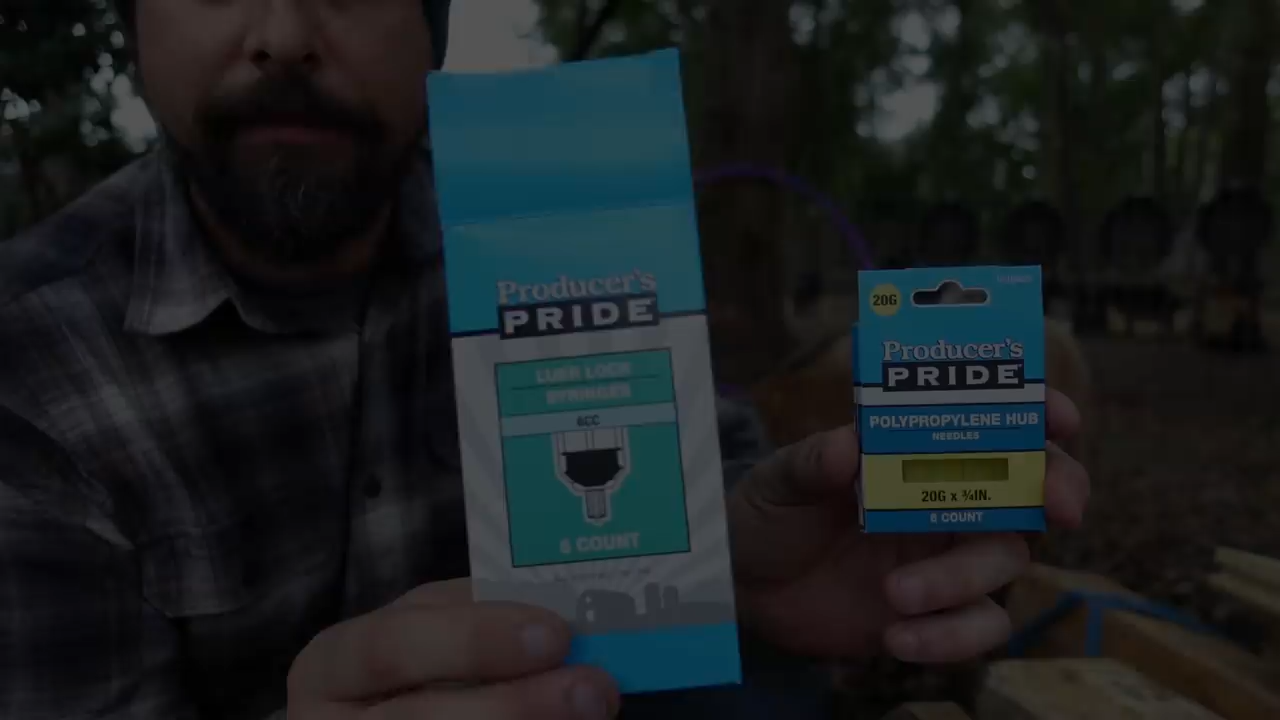 Producer's
PRIDE
LUER LOCK
SYRINGES
6CC
6 COUNT
20G
Producer's
PRIDE
POLYPROPYLENE HUB
NEEDLES
20G x ¾IN.
6 COUNT